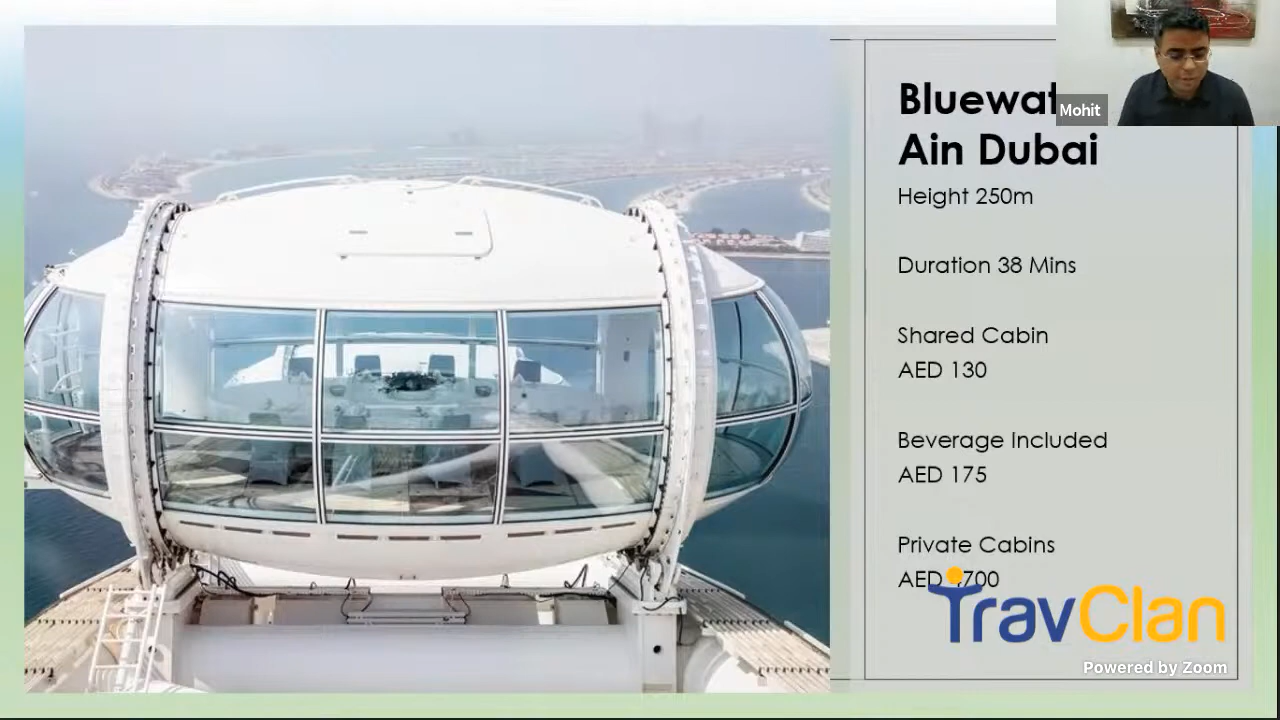 Bluewat
Ain Dubai
Height 250m
Duration 38 Mins
Shared Cabin
AED 130
Beverage Included
AED 175
Private Cabins
AED 700
Mohit
TravClan
Powered by Zoom